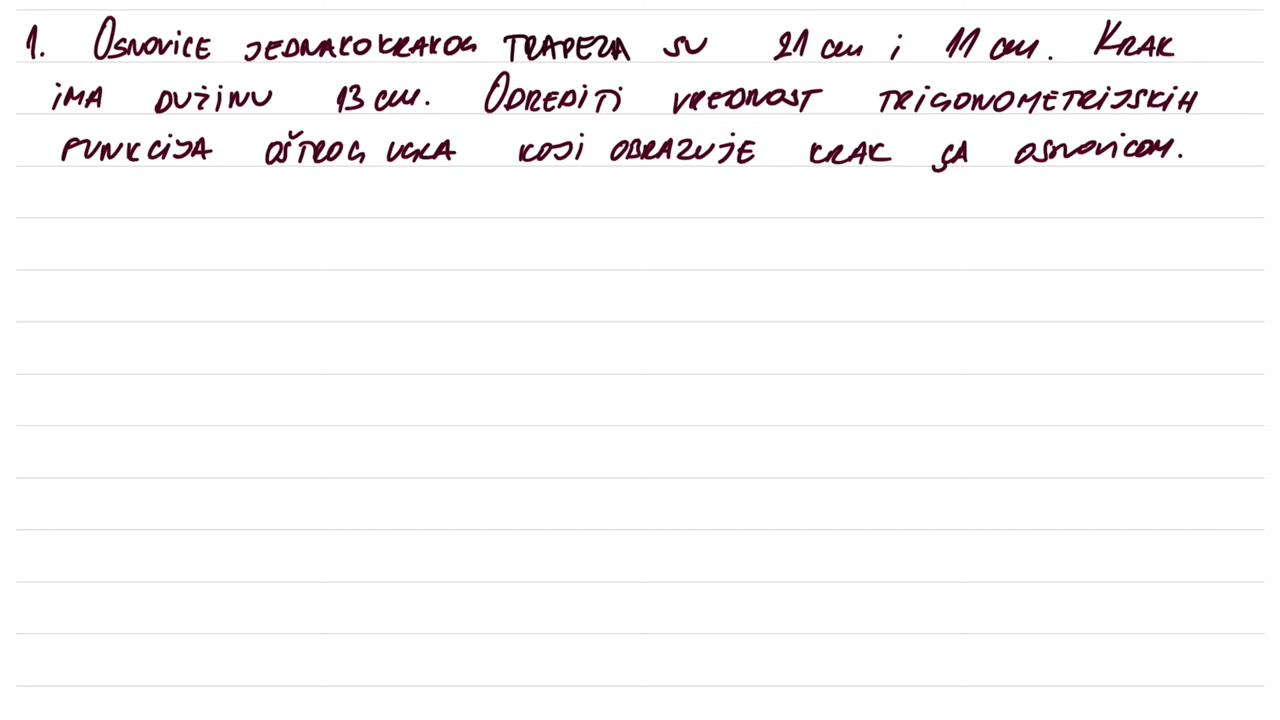 1. Osnovice jednakokrakog trapeza su 21 cm i 11 cm. Krak
ima dužinu 13 cm. Odrediti vrednost trigonometrijskih
funkcija oštrog ugla koji obrazuje krak sa osnovicom.